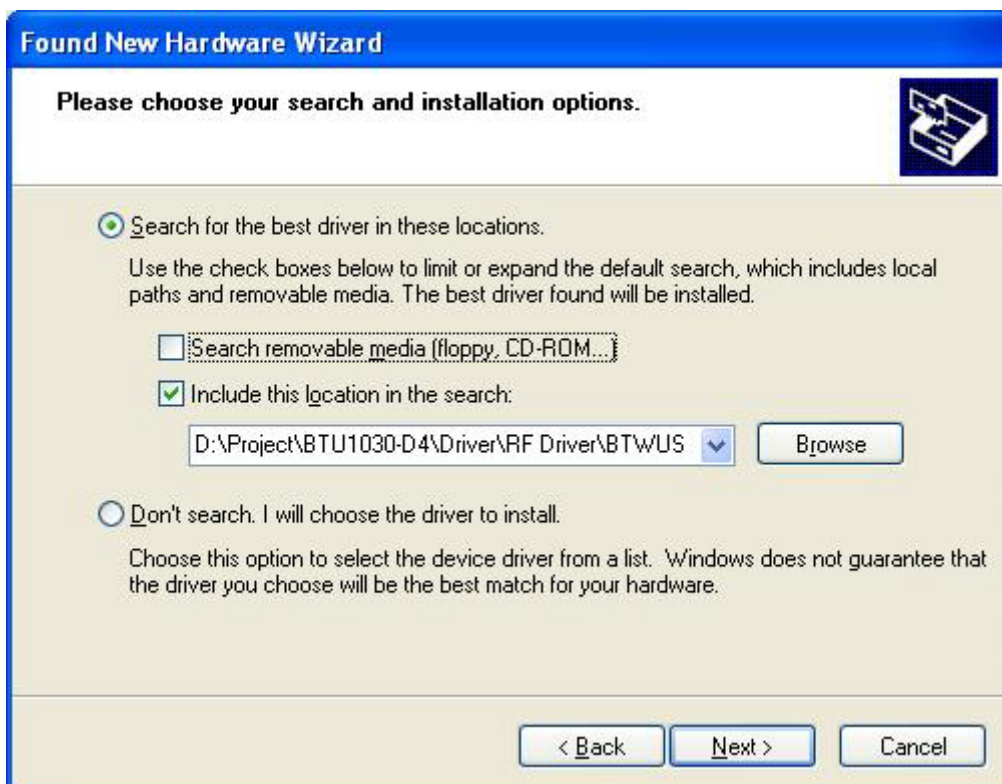 Found New Hardware Wizard
Please choose your search and installation options.
Search for the best driver in these locations.
Use the check boxes below to limit or expand the default search, which includes local
paths and removable media. The best driver found will be installed.
Search removable media (floppy, CD-ROM...)
Include this location in the search:
D:\Project\BTU1030-D4\Driver\RF Driver\BTWUS
Browse
Don't search. I will choose the driver to install.
Choose this option to select the device driver from a list.  Windows does not guarantee that
the driver you choose will be the best match for your hardware.
< Back
Next >
Cancel